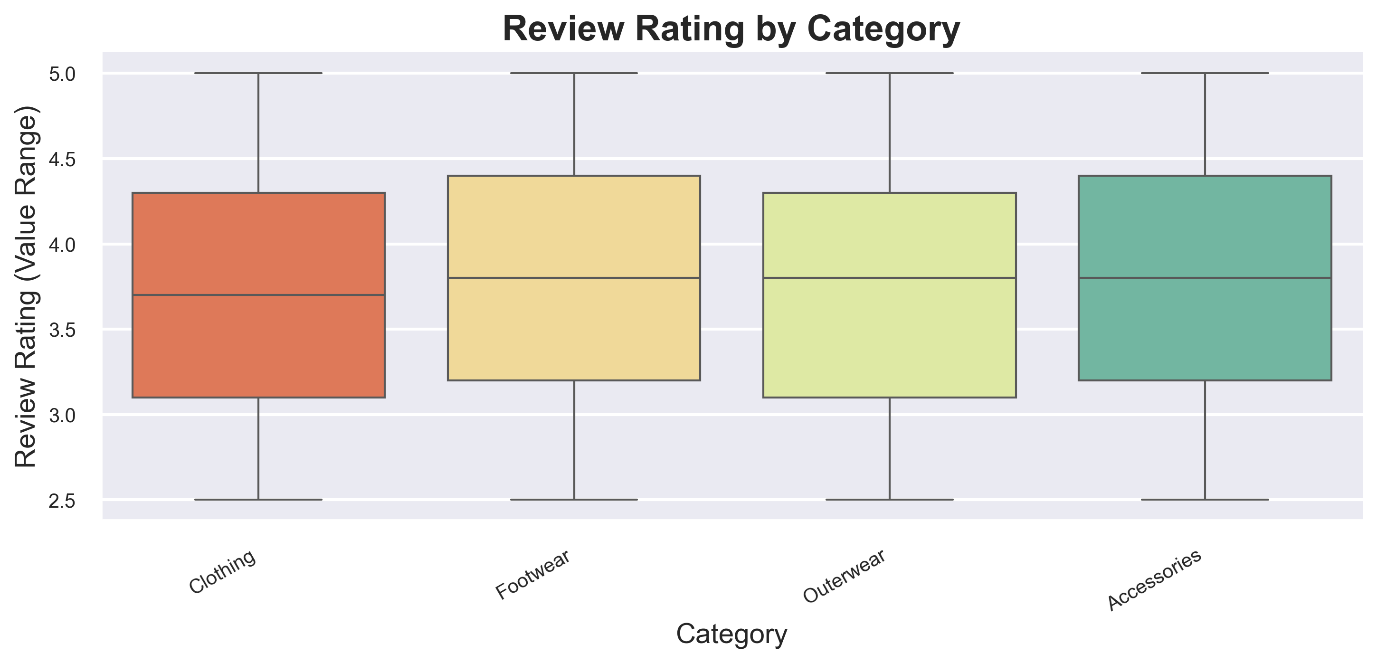 Review Rating by Category
Review Rating (Value Range)
5.0
4.5
4.0
3.5
3.0
2.5
Clothing
Footwear
Outerwear
Accessories
Category